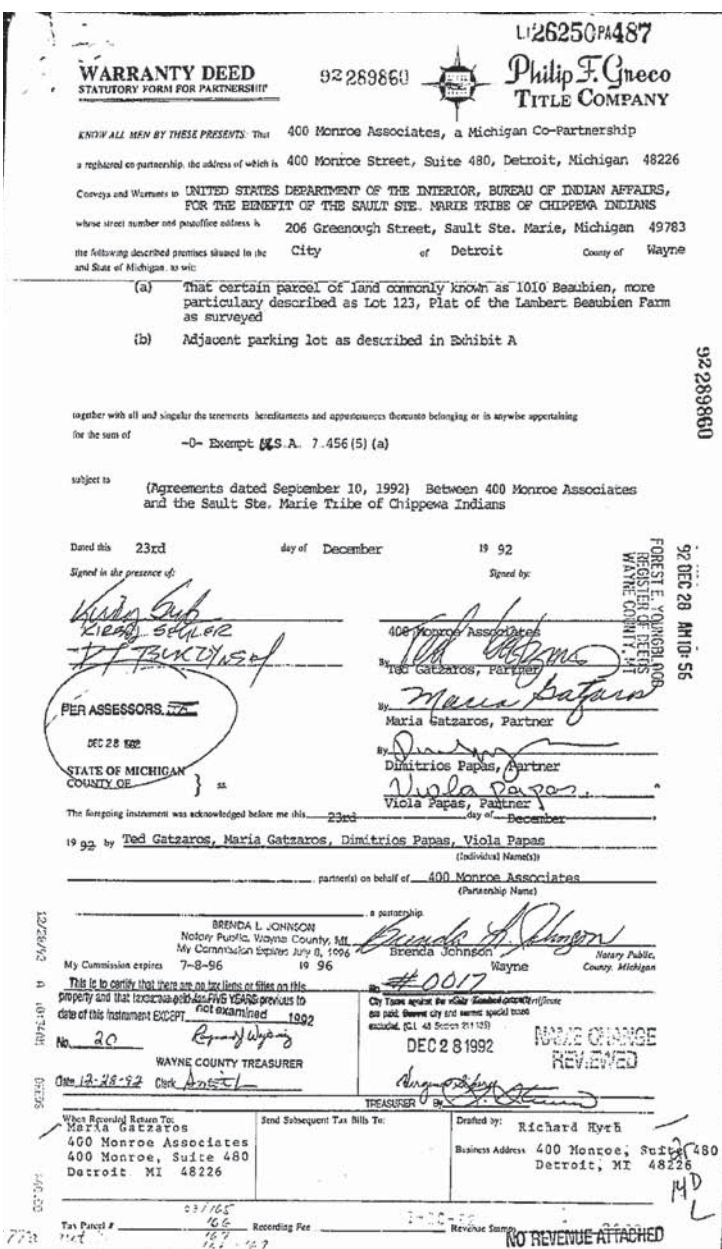 LI26250PA487
WARRANTY DEED
STATUTORY FORM FOR PARTNERSHIP
92289860
Philip F. Greco
TITLE COMPANY
KNOW ALL MEN BY THESE PRESENTS: That 400 Monroe Associates, a Michigan Co-Partnership
a registered co-partnership, the address of which is 400 Monroe Street, Suite 480, Detroit, Michigan 48226
Conveys and Warrants to UNITED STATES DEPARTMENT OF THE INTERIOR, BUREAU OF INDIAN AFFAIRS,
FOR THE BENEFIT OF THE SAULT STE. MARIE TRIBE OF CHIPPEWA INDIANS
whose street number and postoffice address is 206 Greenough Street, Sault Ste. Marie, Michigan 49783
the following described premises situated in the City of Detroit County of Wayne
and State of Michigan, to wit:
(a) That certain parcel of land commonly known as 1010 Beaubien, more
particulary described as Lot 123, Plat of the Lambert Beaubien Farm
as surveyed
(b) Adjacent parking lot as described in Exhibit A
92289860
together with all and singular the tenements hereditaments and appurtenances thereunto belonging or in anywise appertaining
for the sum of -0- Exempt M.S.A. 7.456(5)(a)
subject to (Agreements dated September 10, 1992) Between 400 Monroe Associates
and the Sault Ste. Marie Tribe of Chippewa Indians
Dated this 23rd day of December 19 92
Signed in the presence of: Signed by:
FOREST E. YOUNGBLOOD
REGISTER OF DEEDS
WAYNE COUNTY, MI
92 DEC 28 AM 10:56
400 Monroe Associates
By Ted Gatzaros, Partner
By Maria Gatzaros
Maria Gatzaros, Partner
By
Dimitrios Papas, Partner
Viola Papas
Viola Papas, Partner
PER ASSESSORS
DEC 28 1992
STATE OF MICHIGAN
COUNTY OF } ss
The foregoing instrument was acknowledged before me this 23rd day of December
19 92 by Ted Gatzaros, Maria Gatzaros, Dimitrios Papas, Viola Papas
(Individual Name(s))
partner(s) on behalf of 400 Monroe Associates
(Partnership Name)
a partnership.
BRENDA L. JOHNSON
Notary Public, Wayne County, MI
My Commission Expires July 8, 1996
Brenda Johnson Notary Public,
My Commission expires 7-8-96 19 96 Wayne County, Michigan
This is to certify that there are no tax liens or titles on this
property and that taxes are paid for FIVE YEARS previous to
date of this instrument EXCEPT not examined 1992
No. 20
WAYNE COUNTY TREASURER
Date 12-28-92 Clerk
No. #0017
DEC 28 1992
TREASURER By
NAME CHANGE
REVIEWED
12/28/92 A DEEDS
When Recorded Return To:
Maria Gatzaros
400 Monroe Associates
400 Monroe, Suite 480
Detroit MI 48226
Send Subsequent Tax Bills To:
Drafted by: Richard
Business Address 400 Monroe, Suite 480
Detroit, MI 48226
Tax Parcel # Recording Fee Revenue Stamps
NO REVENUE ATTACHED